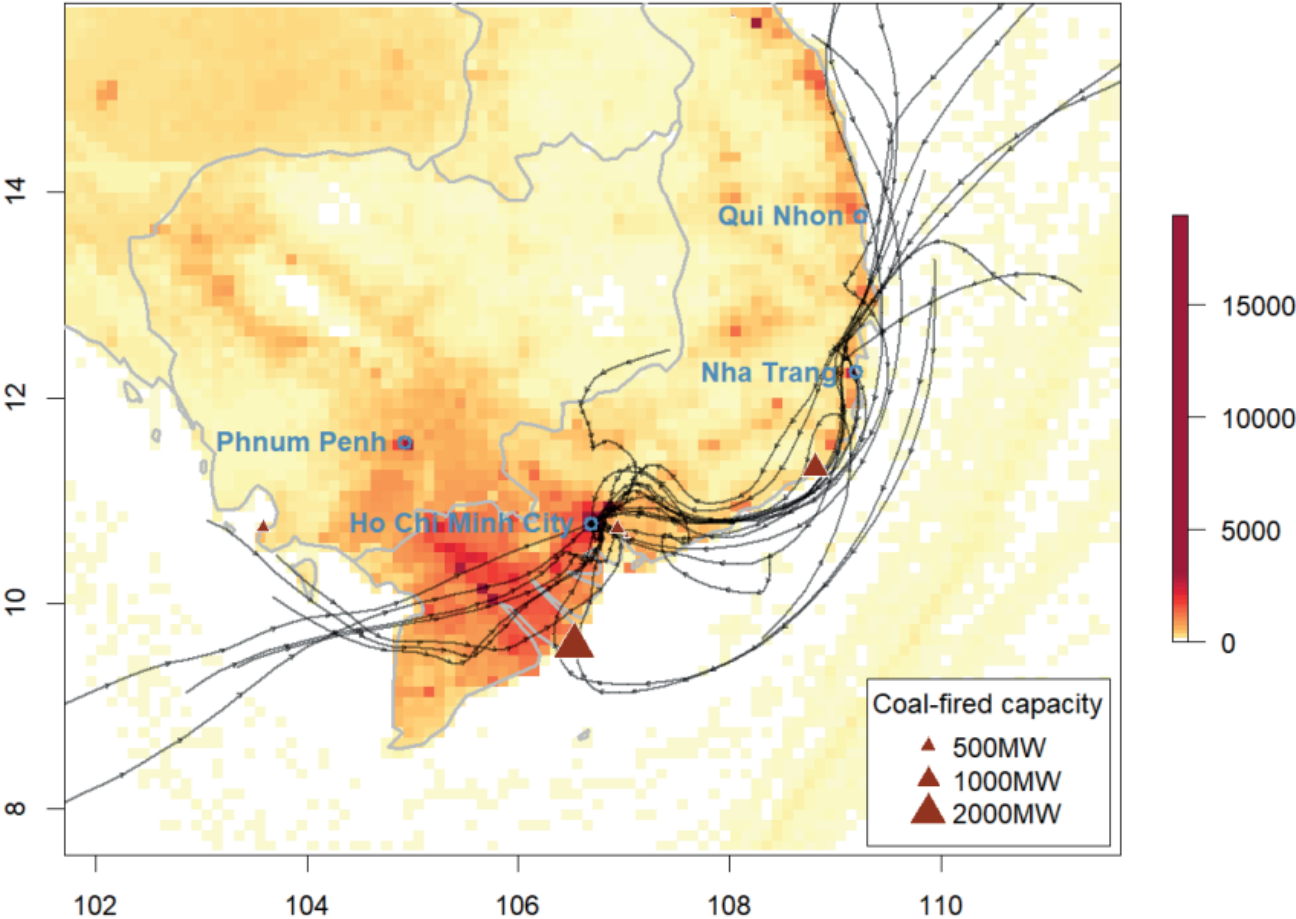 14
12
10
8
Qui Nhon
Nha Trang
Phnum Penh
Ho Chi Minh City
15000
10000
5000
0
Coal-fired capacity
500MW
1000MW
2000MW
102
104
106
108
110